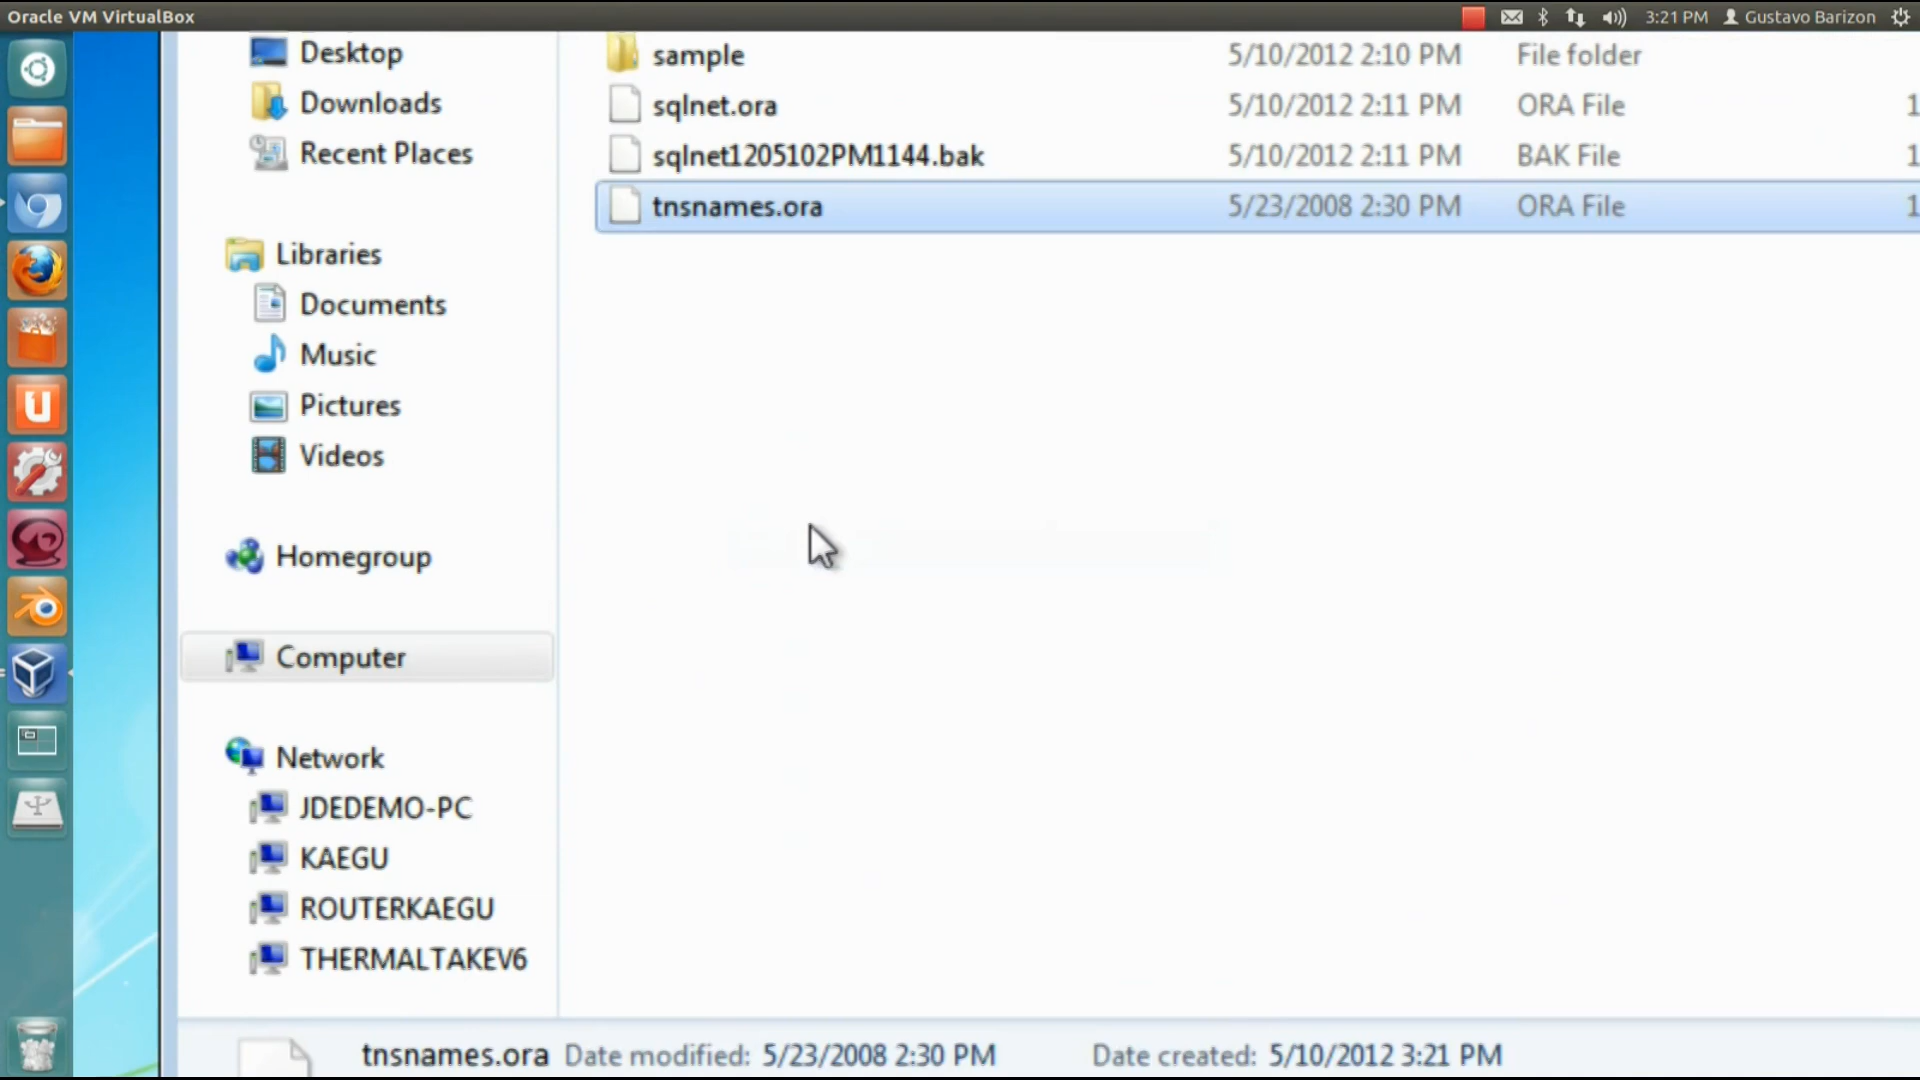 Oracle VM VirtualBox
3:21 PM Gustavo Barizon
Desktop
Downloads
Recent Places
Libraries
Documents
Music
Pictures
Videos
Homegroup
Computer
Network
JDEDEMO-PC
KAEGU
ROUTERKAEGU
THERMALTAKEV6
sample 5/10/2012 2:10 PM File folder
sqlnet.ora 5/10/2012 2:11 PM ORA File 1
sqlnet1205102PM1144.bak 5/10/2012 2:11 PM BAK File 1
tnsnames.ora 5/23/2008 2:30 PM ORA File 1
tnsnames.ora Date modified: 5/23/2008 2:30 PM Date created: 5/10/2012 3:21 PM